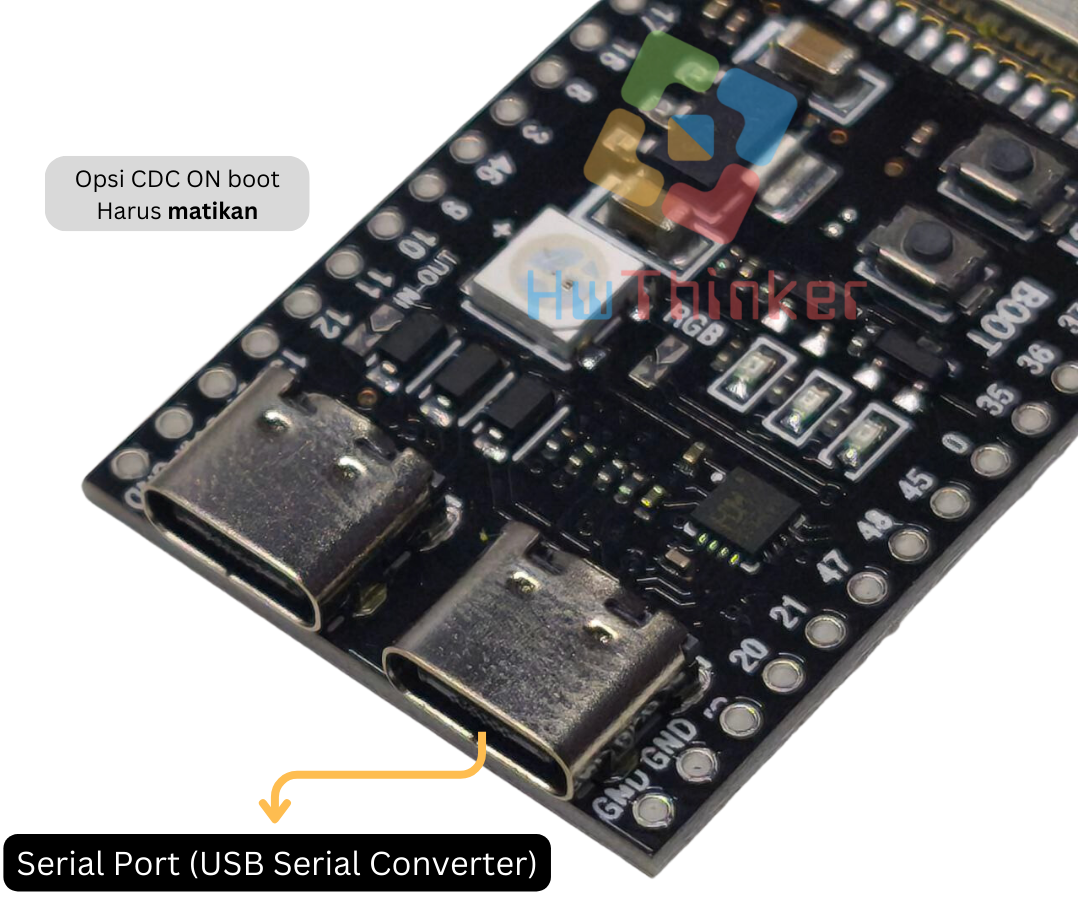 17
18
8
3
46
9
10
11
12
Opsi CDC ON boot
Harus matikan
IN-OUT
+
RGB
HwThinker
BOOT
37
36
35
0
45
48
47
21
20
GND
GND
Serial Port (USB Serial Converter)